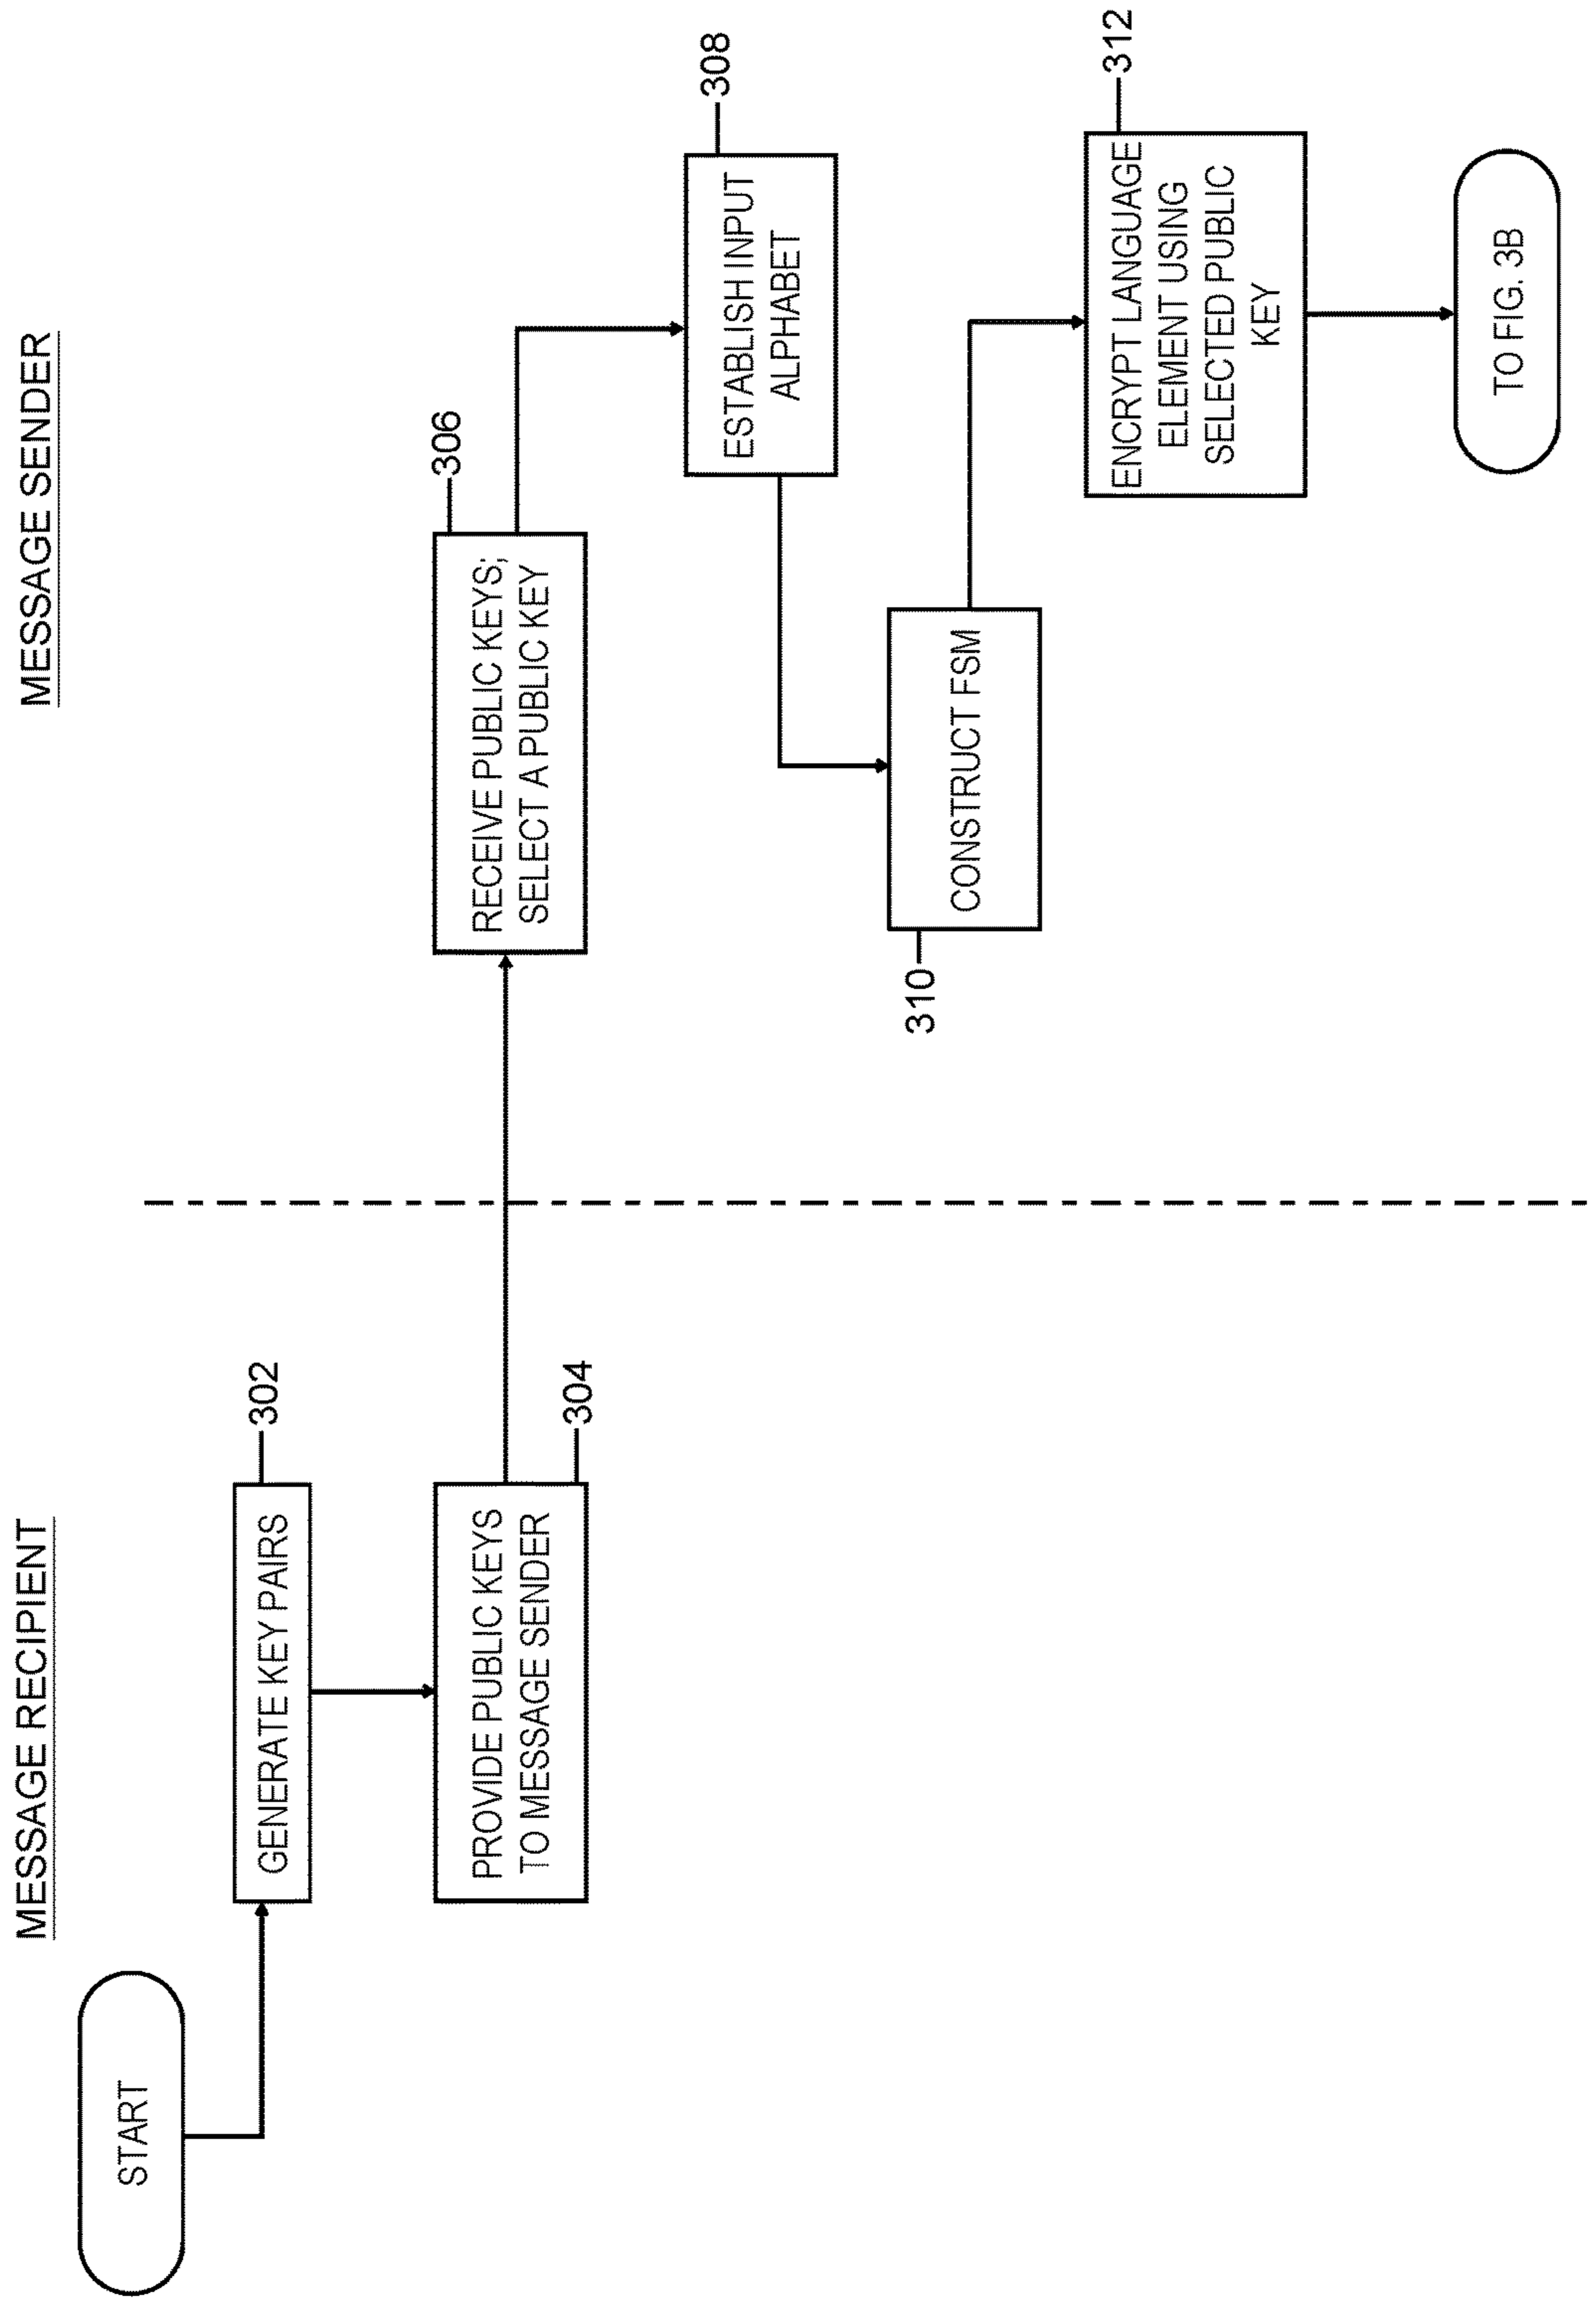 MESSAGE RECIPIENT
MESSAGE SENDER
START
302
GENERATE KEY PAIRS
304
PROVIDE PUBLIC KEYS
TO MESSAGE SENDER
306
RECEIVE PUBLIC KEYS;
SELECT A PUBLIC KEY
308
ESTABLISH INPUT
ALPHABET
310
CONSTRUCT FSM
312
ENCRYPT LANGUAGE
ELEMENT USING
SELECTED PUBLIC
KEY
TO FIG. 3B